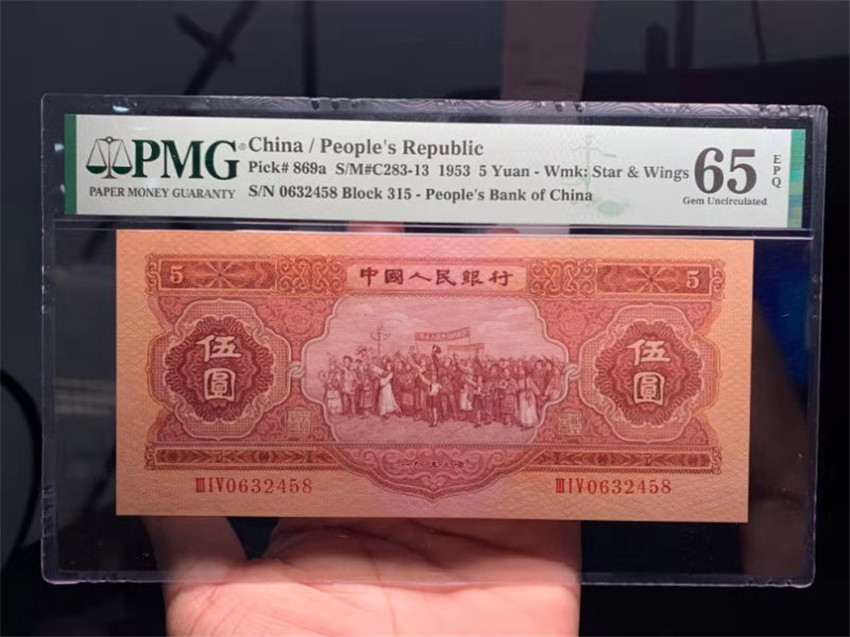 PMG
PAPER MONEY GUARANTY
China / People's Republic
Pick# 869a S/M#C283-13 1953 5 Yuan - Wmk: Star & Wings
S/N 0632458 Block 315 - People's Bank of China
65
EPQ
Gem Uncirculated
5 中國人民銀行 5
伍圓 伍圓
ⅢⅠⅤ0632458 ⅢⅠⅤ0632458